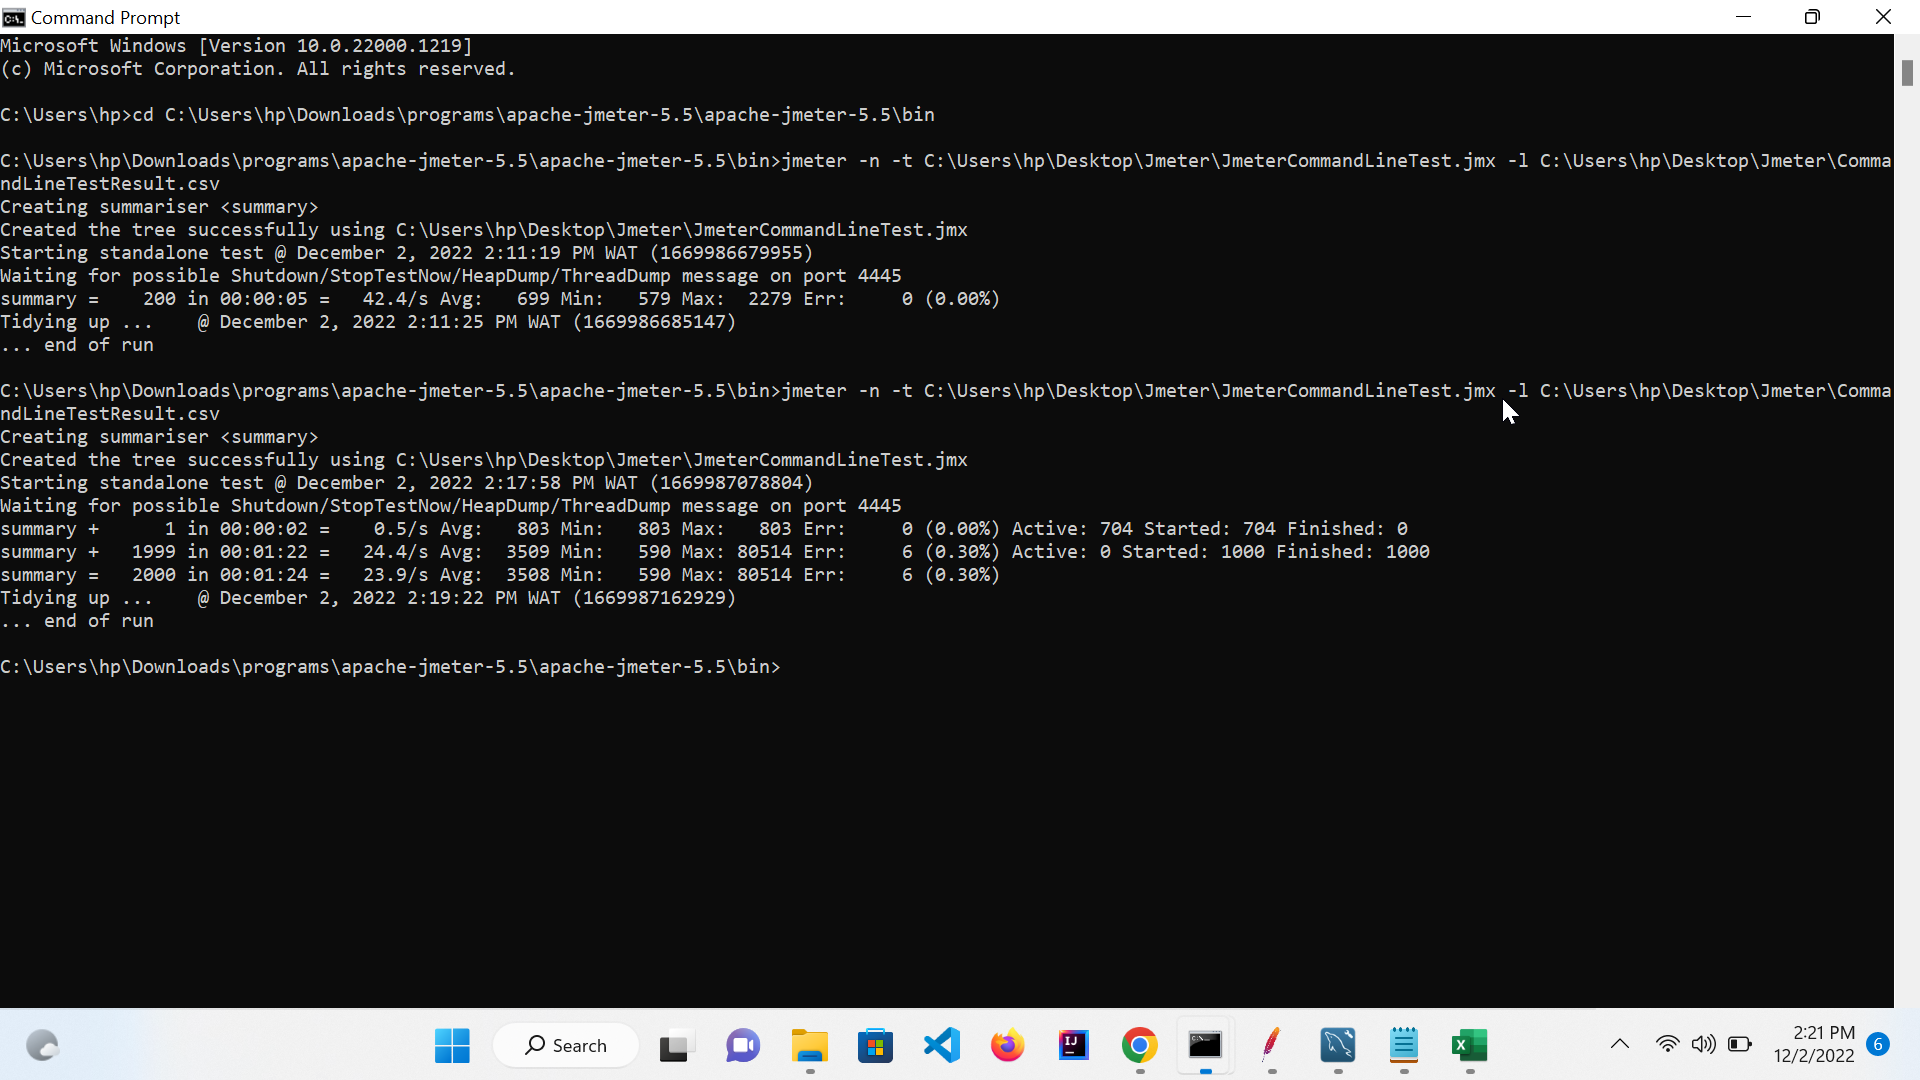 Command Prompt
Microsoft Windows [Version 10.0.22000.1219]
(c) Microsoft Corporation. All rights reserved.
C:\Users\hp>cd C:\Users\hp\Downloads\programs\apache-jmeter-5.5\apache-jmeter-5.5\bin
C:\Users\hp\Downloads\programs\apache-jmeter-5.5\apache-jmeter-5.5\bin>jmeter -n -t C:\Users\hp\Desktop\Jmeter\JmeterCommandLineTest.jmx -l C:\Users\hp\Desktop\Jmeter\Comma
ndLineTestResult.csv
Creating summariser <summary>
Created the tree successfully using C:\Users\hp\Desktop\Jmeter\JmeterCommandLineTest.jmx
Starting standalone test @ December 2, 2022 2:11:19 PM WAT (1669986679955)
Waiting for possible Shutdown/StopTestNow/HeapDump/ThreadDump message on port 4445
summary =    200 in 00:00:05 =   42.4/s Avg:   699 Min:   579 Max:  2279 Err:     0 (0.00%)
Tidying up ...    @ December 2, 2022 2:11:25 PM WAT (1669986685147)
... end of run
C:\Users\hp\Downloads\programs\apache-jmeter-5.5\apache-jmeter-5.5\bin>jmeter -n -t C:\Users\hp\Desktop\Jmeter\JmeterCommandLineTest.jmx -l C:\Users\hp\Desktop\Jmeter\Comma
ndLineTestResult.csv
Creating summariser <summary>
Created the tree successfully using C:\Users\hp\Desktop\Jmeter\JmeterCommandLineTest.jmx
Starting standalone test @ December 2, 2022 2:17:58 PM WAT (1669987078804)
Waiting for possible Shutdown/StopTestNow/HeapDump/ThreadDump message on port 4445
summary +      1 in 00:00:02 =    0.5/s Avg:   803 Min:   803 Max:   803 Err:     0 (0.00%) Active: 704 Started: 704 Finished: 0
summary +   1999 in 00:01:22 =   24.4/s Avg:  3509 Min:   590 Max: 80514 Err:     6 (0.30%) Active: 0 Started: 1000 Finished: 1000
summary =   2000 in 00:01:24 =   23.9/s Avg:  3508 Min:   590 Max: 80514 Err:     6 (0.30%)
Tidying up ...    @ December 2, 2022 2:19:22 PM WAT (1669987162929)
... end of run
C:\Users\hp\Downloads\programs\apache-jmeter-5.5\apache-jmeter-5.5\bin>
Search
2:21 PM
12/2/2022
6